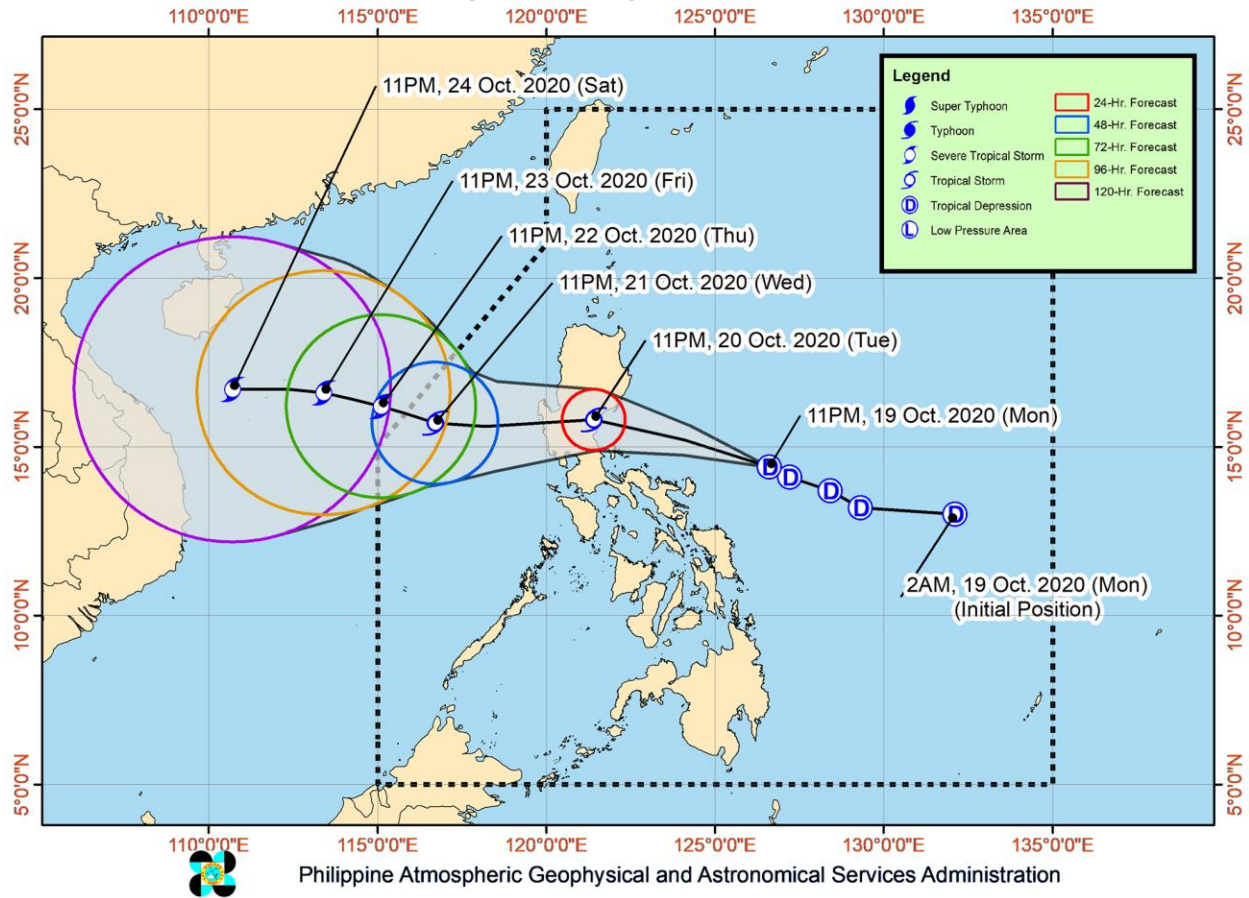 110°0'0"E
115°0'0"E
120°0'0"E
125°0'0"E
130°0'0"E
135°0'0"E
25°0'0"N
20°0'0"N
15°0'0"N
10°0'0"N
5°0'0"N
Legend
Super Typhoon
Typhoon
Severe Tropical Storm
Tropical Storm
D Tropical Depression
L Low Pressure Area
24-Hr. Forecast
48-Hr. Forecast
72-Hr. Forecast
96-Hr. Forecast
120-Hr. Forecast
11PM, 24 Oct. 2020 (Sat)
11PM, 23 Oct. 2020 (Fri)
11PM, 22 Oct. 2020 (Thu)
11PM, 21 Oct. 2020 (Wed)
11PM, 20 Oct. 2020 (Tue)
11PM, 19 Oct. 2020 (Mon)
D
D
D
D
D
2AM, 19 Oct. 2020 (Mon)
(Initial Position)
25°0'0"N
20°0'0"N
15°0'0"N
10°0'0"N
5°0'0"N
110°0'0"E
115°0'0"E
120°0'0"E
125°0'0"E
130°0'0"E
135°0'0"E
Philippine Atmospheric Geophysical and Astronomical Services Administration